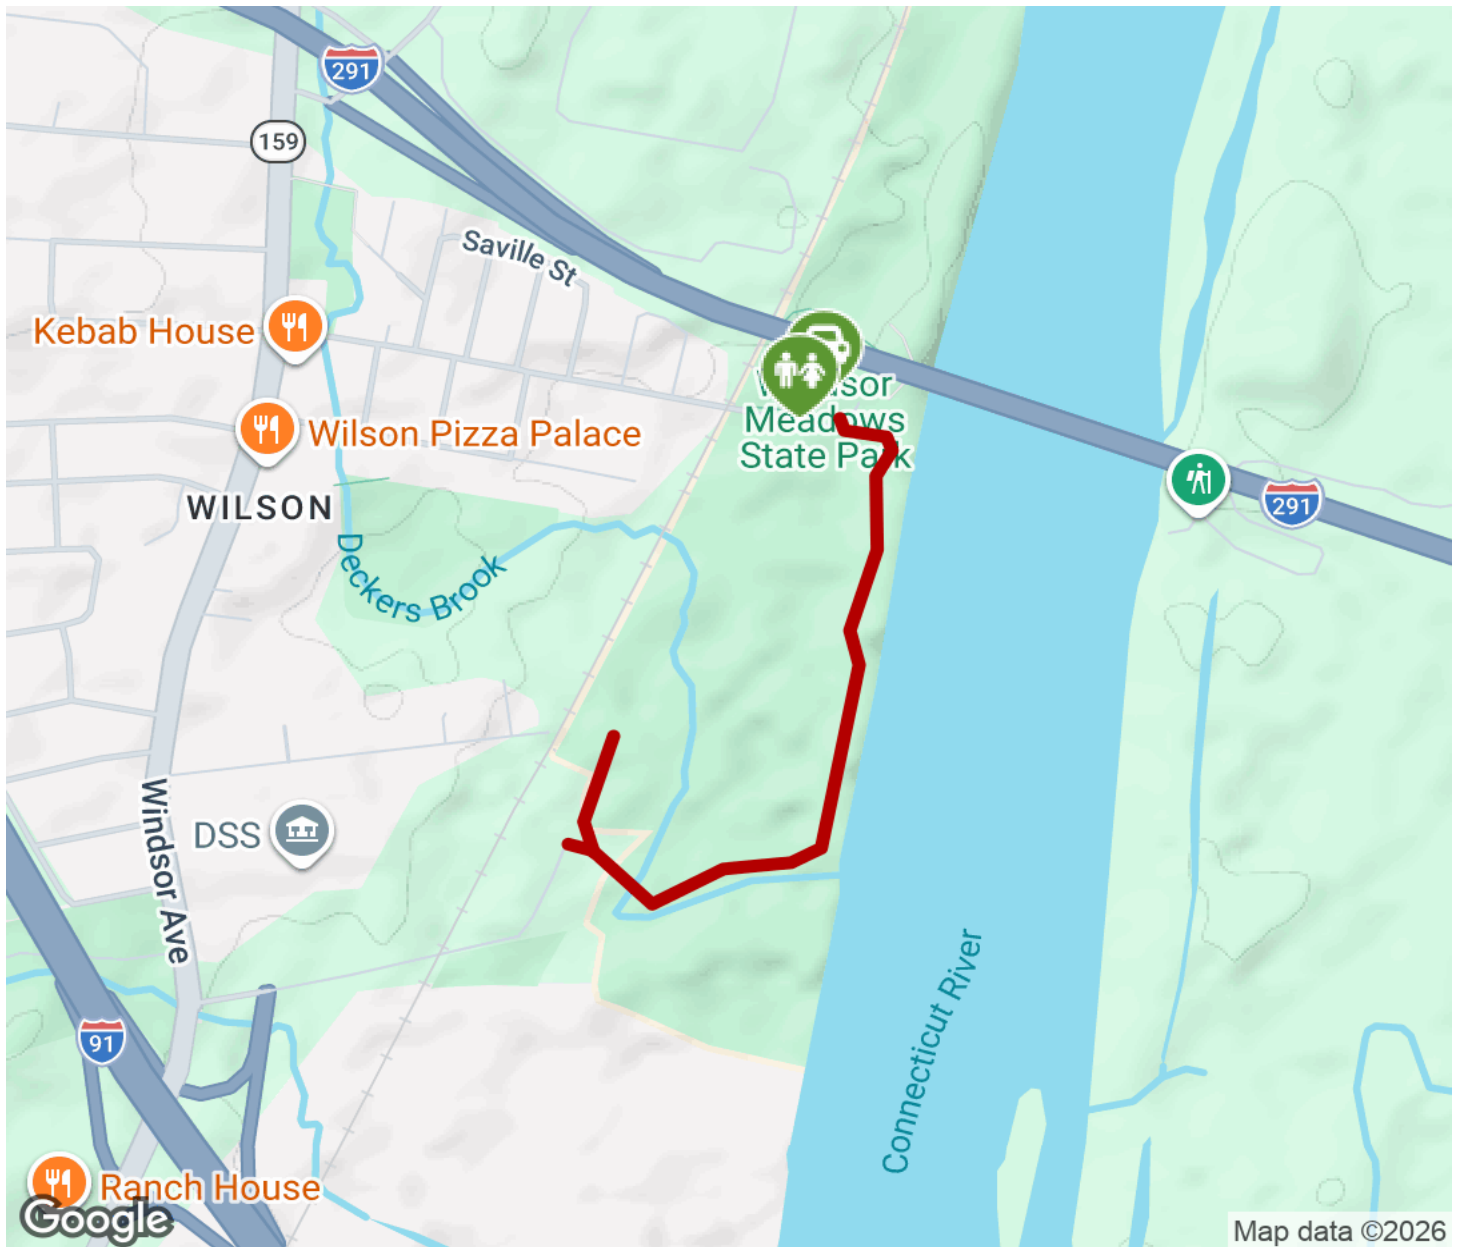 291
159
Saville St
Kebab House
Windsor
Meadows
State Park
Wilson Pizza Palace
WILSON
291
Deckers Brook
Windsor Ave
DSS
Connecticut River
91
Ranch House
Google
Map data ©2026